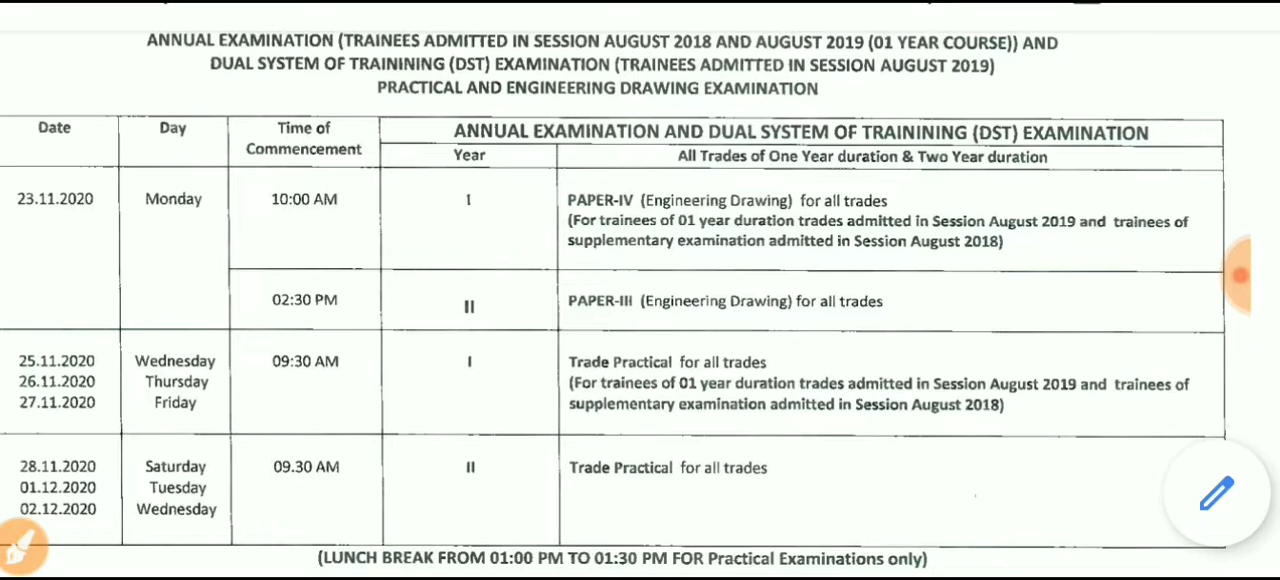 ANNUAL EXAMINATION (TRAINEES ADMITTED IN SESSION AUGUST 2018 AND AUGUST 2019 (01 YEAR COURSE)) AND
DUAL SYSTEM OF TRAININING (DST) EXAMINATION (TRAINEES ADMITTED IN SESSION AUGUST 2019)
PRACTICAL AND ENGINEERING DRAWING EXAMINATION
Date Day Time of Commencement ANNUAL EXAMINATION AND DUAL SYSTEM OF TRAININING (DST) EXAMINATION
Year All Trades of One Year duration & Two Year duration
23.11.2020 Monday 10:00 AM I PAPER-IV (Engineering Drawing) for all trades
(For trainees of 01 year duration trades admitted in Session August 2019 and trainees of
supplementary examination admitted in Session August 2018)
02:30 PM II PAPER-III (Engineering Drawing) for all trades
25.11.2020 Wednesday 09:30 AM I Trade Practical for all trades
26.11.2020 Thursday (For trainees of 01 year duration trades admitted in Session August 2019 and trainees of
27.11.2020 Friday supplementary examination admitted in Session August 2018)
28.11.2020 Saturday 09.30 AM II Trade Practical for all trades
01.12.2020 Tuesday
02.12.2020 Wednesday
(LUNCH BREAK FROM 01:00 PM TO 01:30 PM FOR Practical Examinations only)